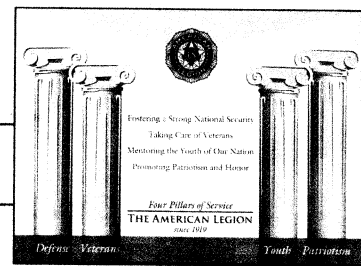 Fostering a Strong National Security
Taking Care of Veterans
Mentoring the Youth of Our Nation
Promoting Patriotism and Honor
Four Pillars of Service
THE AMERICAN LEGION
since 1919
Defense Veterans Youth Patriotism